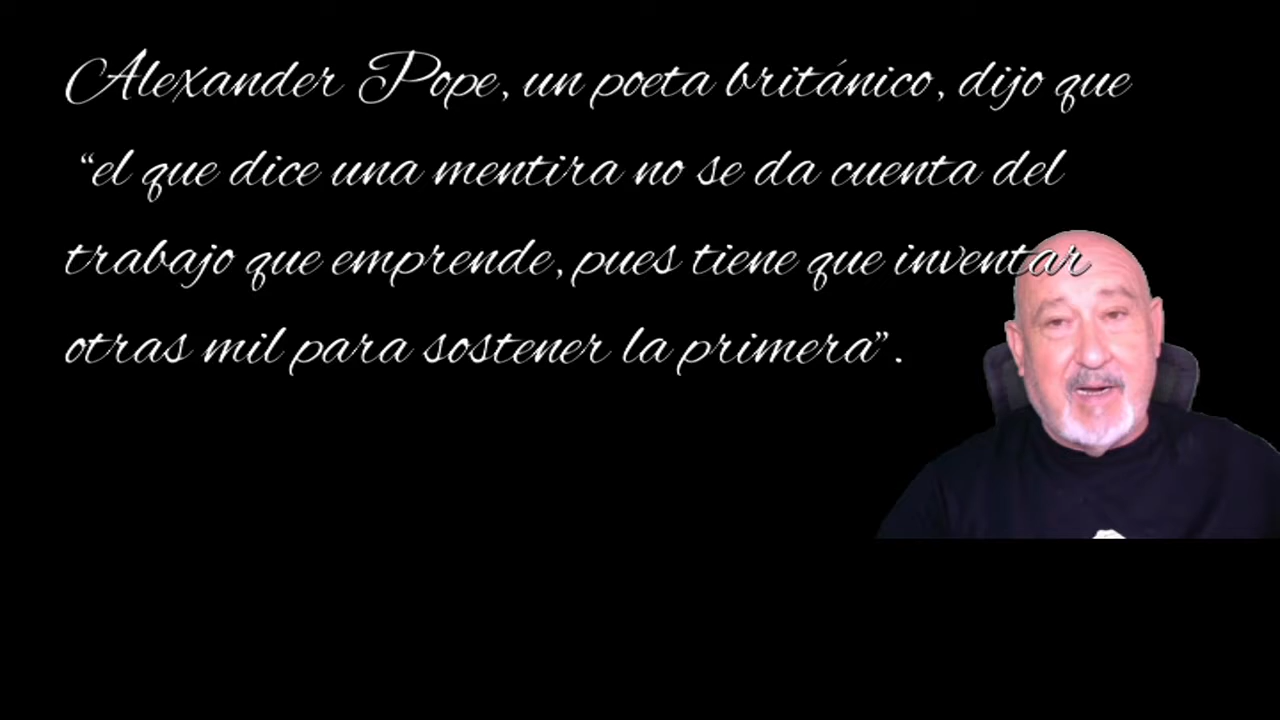 Alexander Pope, un poeta británico, dijo que
“el que dice una mentira no se da cuenta del
trabajo que emprende, pues tiene que inventar
otras mil para sostener la primera”.